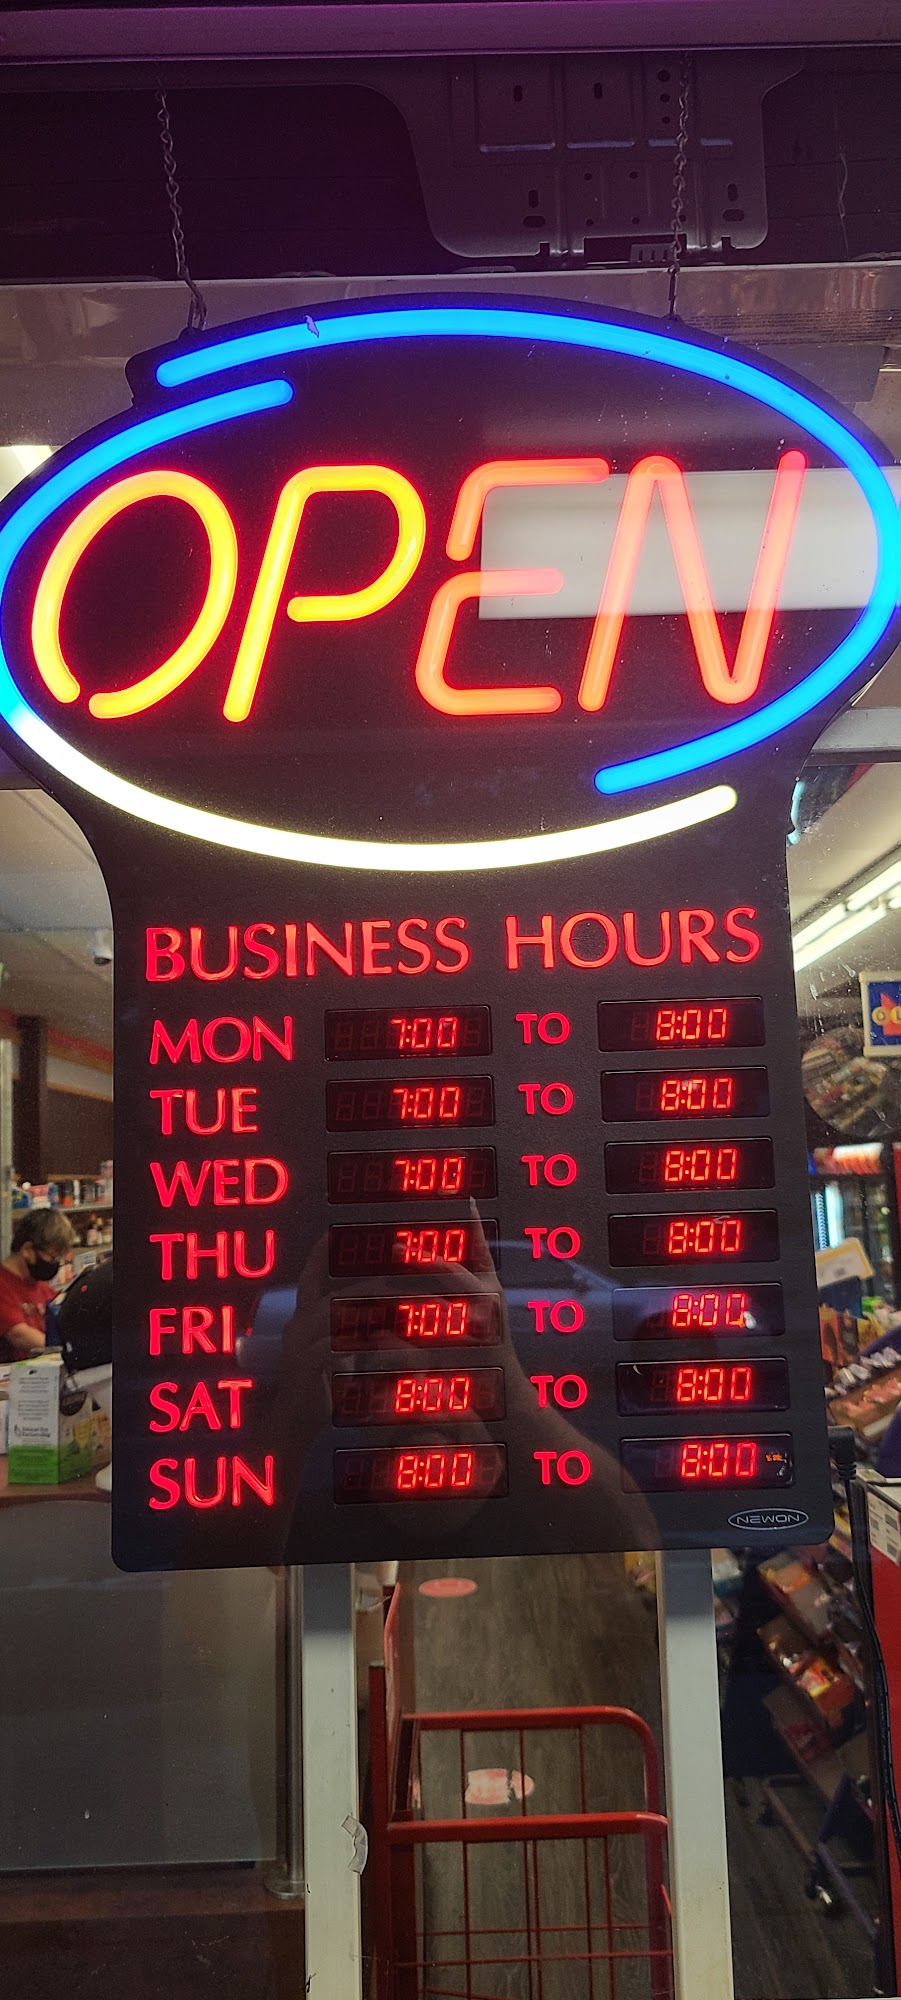 OPEN
BUSINESS HOURS
MON 7:00 TO 8:00
TUE 7:00 TO 8:00
WED 7:00 TO 8:00
THU 7:00 TO 8:00
FRI 7:00 TO 8:00
SAT 8:00 TO 8:00
SUN 8:00 TO 8:00
NEWON